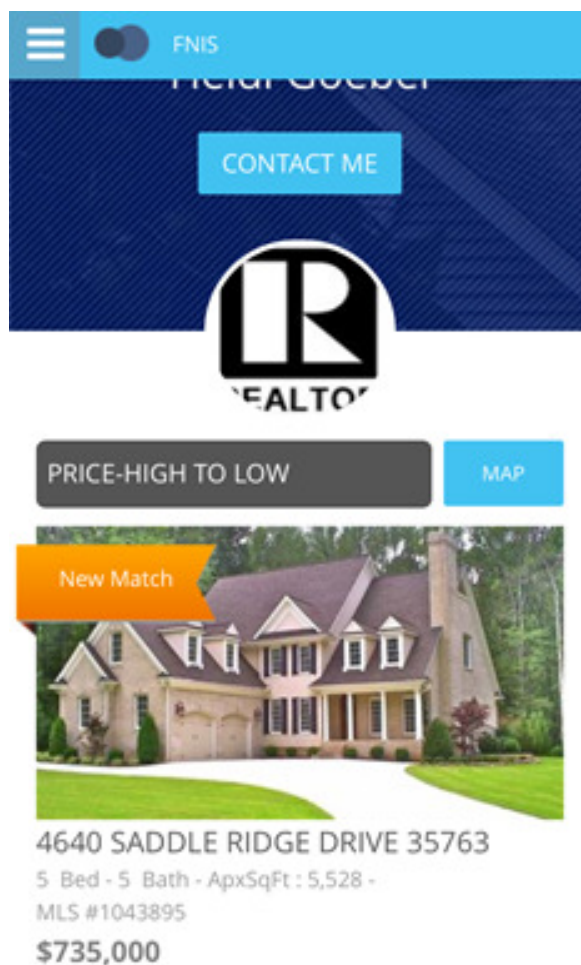 FNIS
CONTACT ME
PRICE-HIGH TO LOW
MAP
New Match
4640 SADDLE RIDGE DRIVE 35763
5 Bed - 5 Bath - ApxSqFt : 5,528 -
MLS #1043895
$735,000